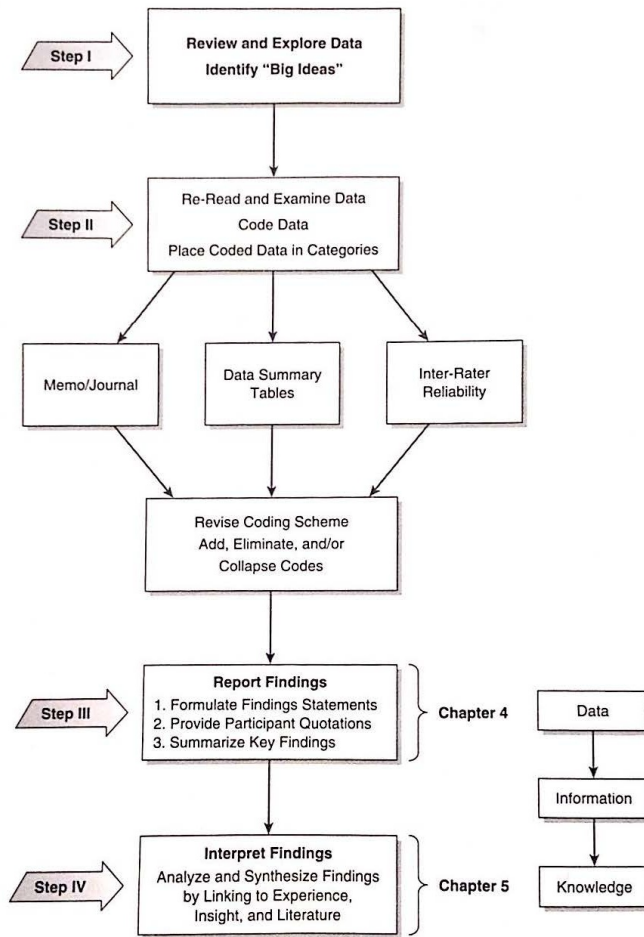 Step I
Review and Explore Data
Identify “Big Ideas”
Step II
Re-Read and Examine Data
Code Data
Place Coded Data in Categories
Memo/Journal
Data Summary
Tables
Inter-Rater
Reliability
Revise Coding Scheme
Add, Eliminate, and/or
Collapse Codes
Step III
Report Findings
1. Formulate Findings Statements
2. Provide Participant Quotations
3. Summarize Key Findings
Chapter 4
Step IV
Interpret Findings
Analyze and Synthesize Findings
by Linking to Experience,
Insight, and Literature
Chapter 5
Data
Information
Knowledge